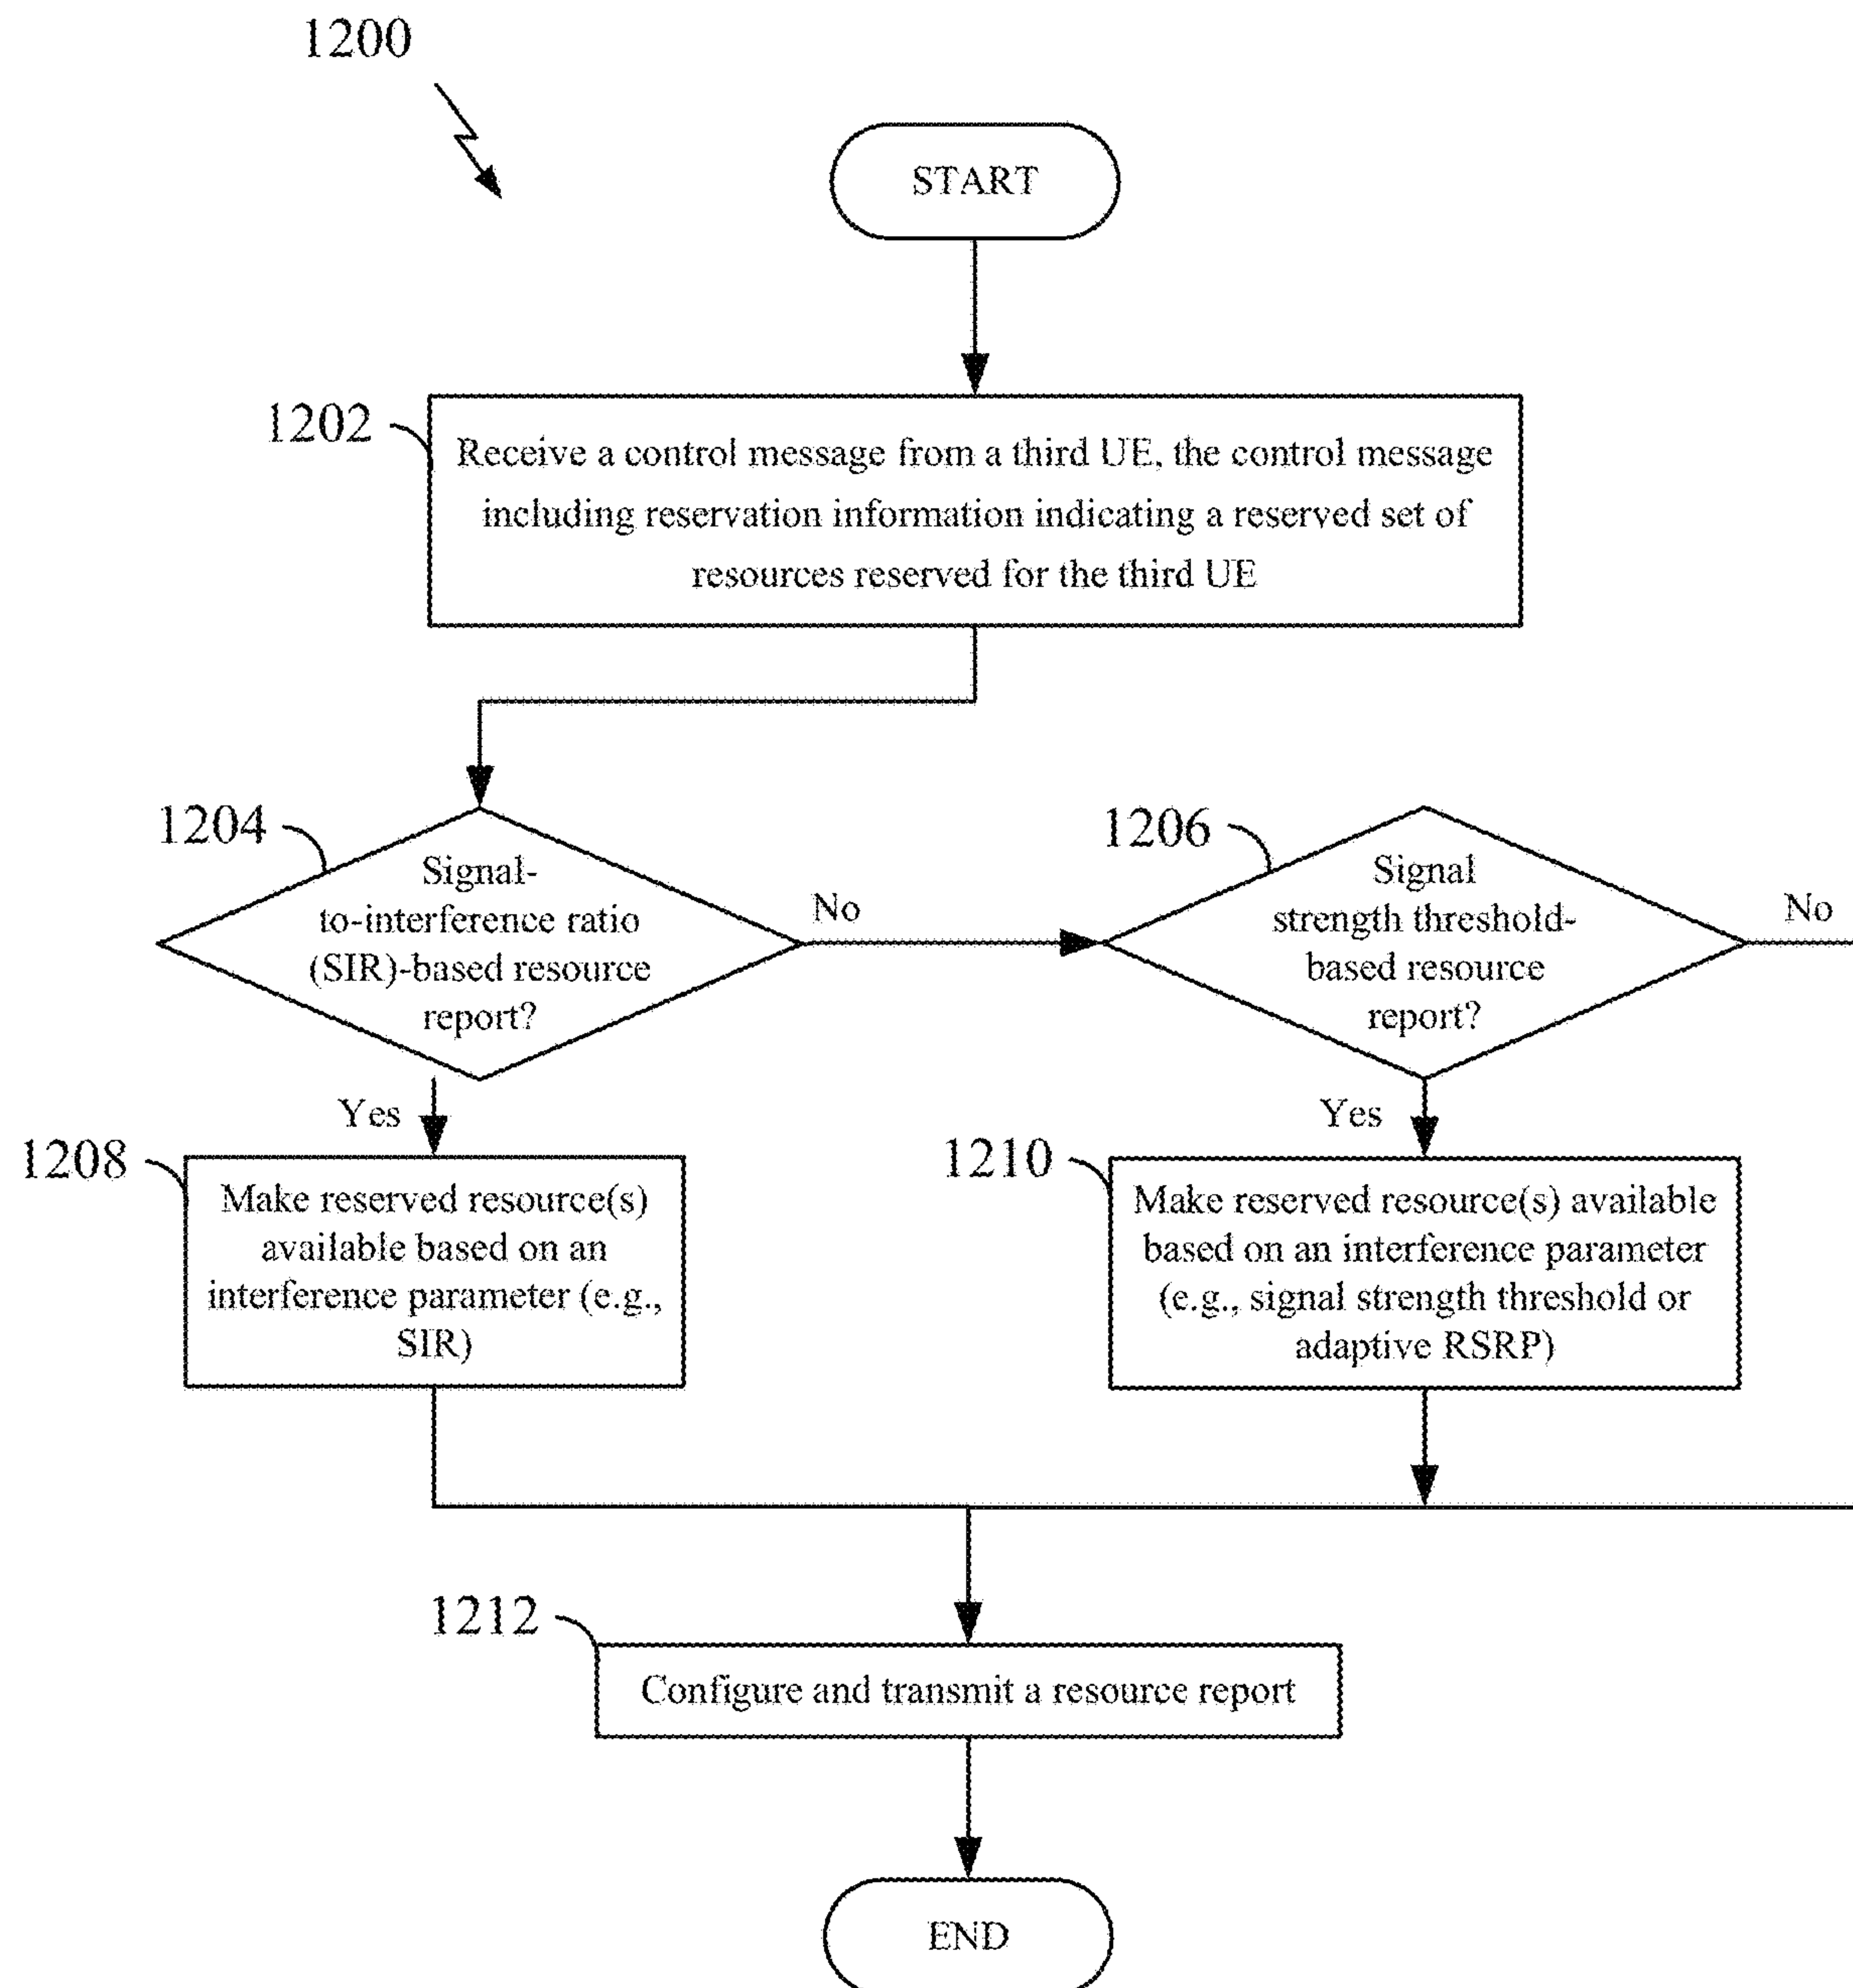 1200
START
1202
Receive a control message from a third UE, the control message
including reservation information indicating a reserved set of
resources reserved for the third UE
1204
Signal-
to-interference ratio
(SIR)-based resource
report?
No
1206
Signal
strength threshold-
based resource
report?
No
Yes
1208
Make reserved resource(s)
available based on an
interference parameter (e.g.,
SIR)
Yes
1210
Make reserved resource(s) available
based on an interference parameter
(e.g., signal strength threshold or
adaptive RSRP)
1212
Configure and transmit a resource report
END